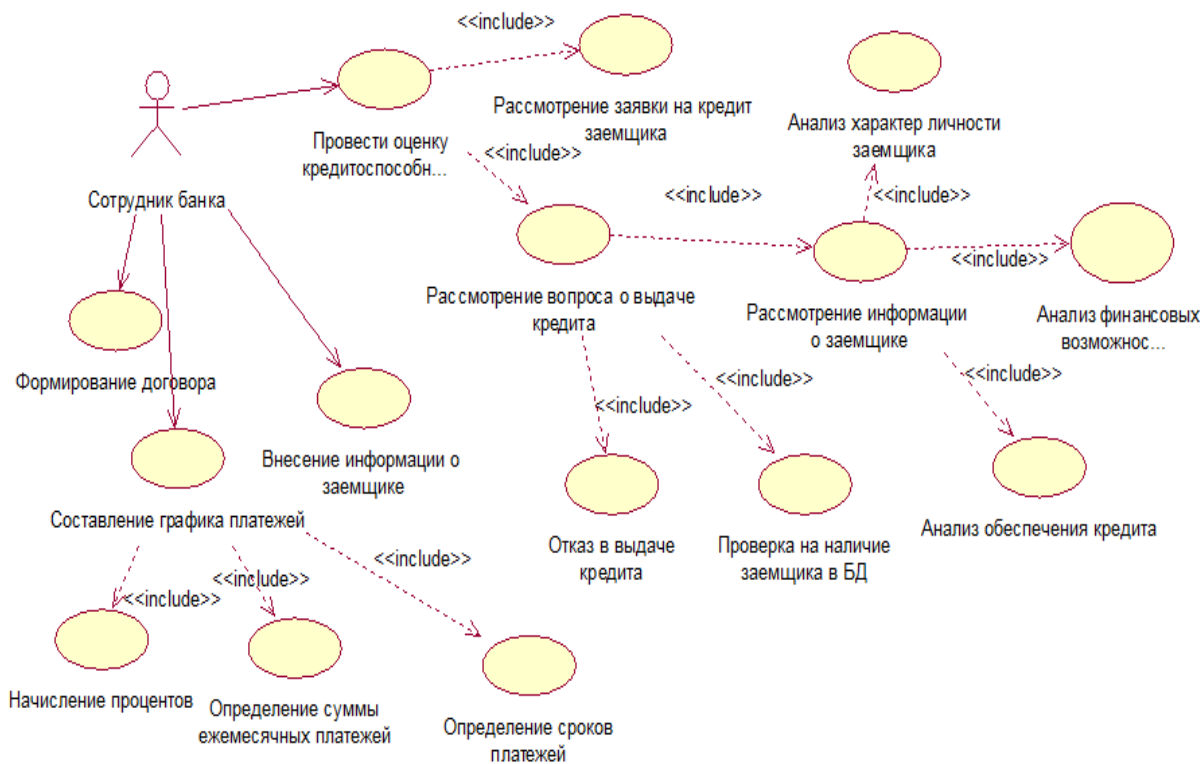 <<include>>
Рассмотрение заявки на кредит
заемщика
Анализ характер личности
заемщика
Провести оценку
кредитоспособн...
<<include>>
Сотрудник банка
<<include>>
<<include>>
<<include>>
Рассмотрение вопроса о выдаче
кредита
Рассмотрение информации
о заемщике
Анализ финансовых
возможнос...
Формирование договора
<<include>>
<<include>>
<<include>>
Внесение информации о
заемщике
Составление графика платежей
Отказ в выдаче
кредита
Проверка на наличие
заемщика в БД
Анализ обеспечения кредита
<<include>>
<<include>>
<<include>>
Начисление процентов
Определение суммы
ежемесячных платежей
Определение сроков
платежей